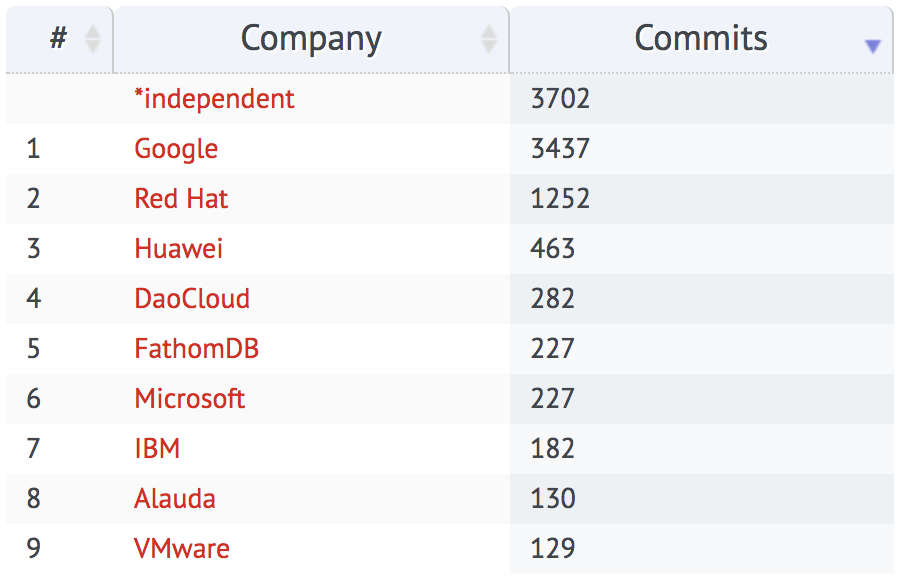 # Company Commits
*independent 3702
1 Google 3437
2 Red Hat 1252
3 Huawei 463
4 DaoCloud 282
5 FathomDB 227
6 Microsoft 227
7 IBM 182
8 Alauda 130
9 VMware 129